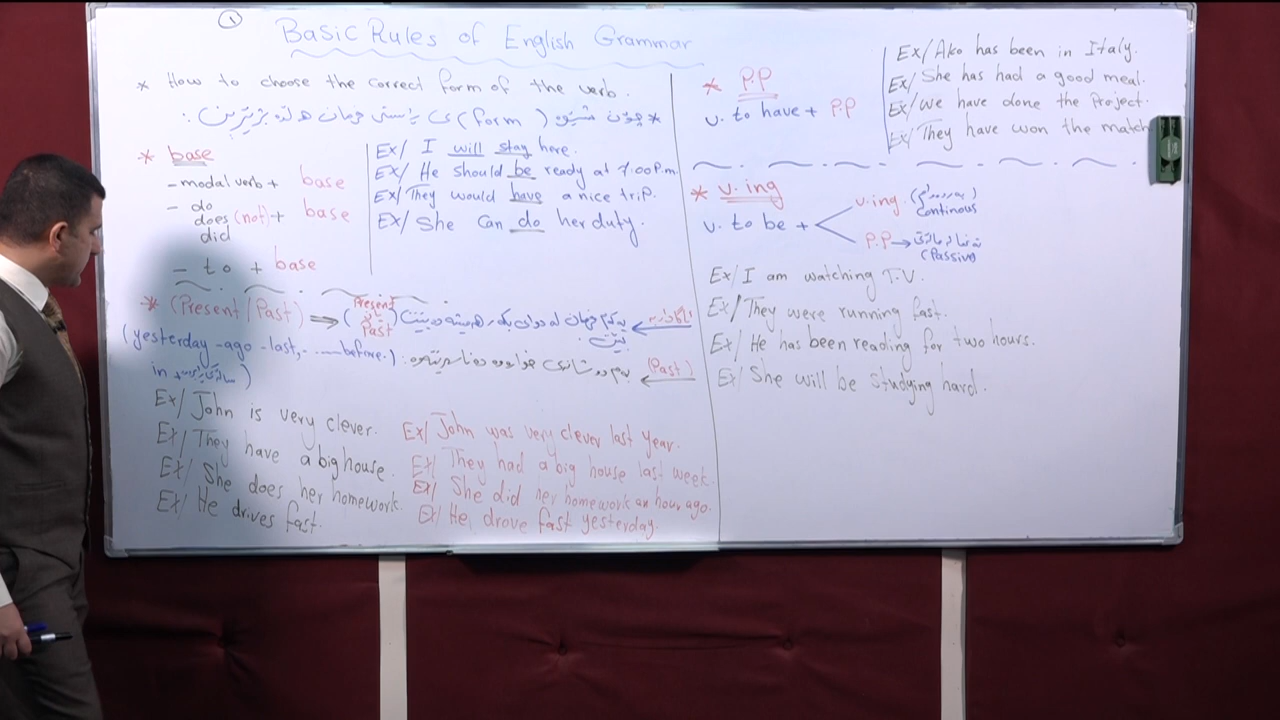 ①
Basic Rules of English Grammar
* How to choose the correct form of the verb.
* چۆن شێوە (form) ی ڕاستی فرمان هەڵدەبژێرین :
* base
- modal verb + base
- do
does (not) + base
did
- to + base
Ex/ I will stay here.
Ex/ He should be ready at 7:00 P.m
Ex/ They would have a nice trip.
Ex/ She can do her duty.
* (Present / Past) ⇒ (Present
Past)
(Past)
(yesterday - ago - last, ..... before.)
in
Ex/ John is very clever.
Ex/ They have a big house.
Ex/ She does her homework.
Ex/ He drives fast.
Ex/ John was very clever last year.
Ex/ They had a big house last week.
Ex/ She did her homework an hour ago.
Ex/ He drove fast yesterday.
* P.P
v. to have + P.P
Ex/ Ako has been in Italy.
Ex/ She has had a good meal.
Ex/ We have done the Project.
Ex/ They have won the match
* v. ing
v. to be +
v. ing
Continous
P.P →
(Passive)
Ex/ I am watching T.V.
Ex/ They were running fast.
Ex/ He has been reading for two hours.
Ex/ She will be studying hard.